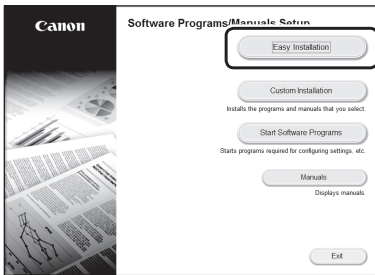 Canon
Software Programs/Manuals Setup
Easy Installation
Custom Installation
Installs the programs and manuals that you select.
Start Software Programs
Starts programs required for configuring settings, etc.
Manuals
Displays manuals.
Exit